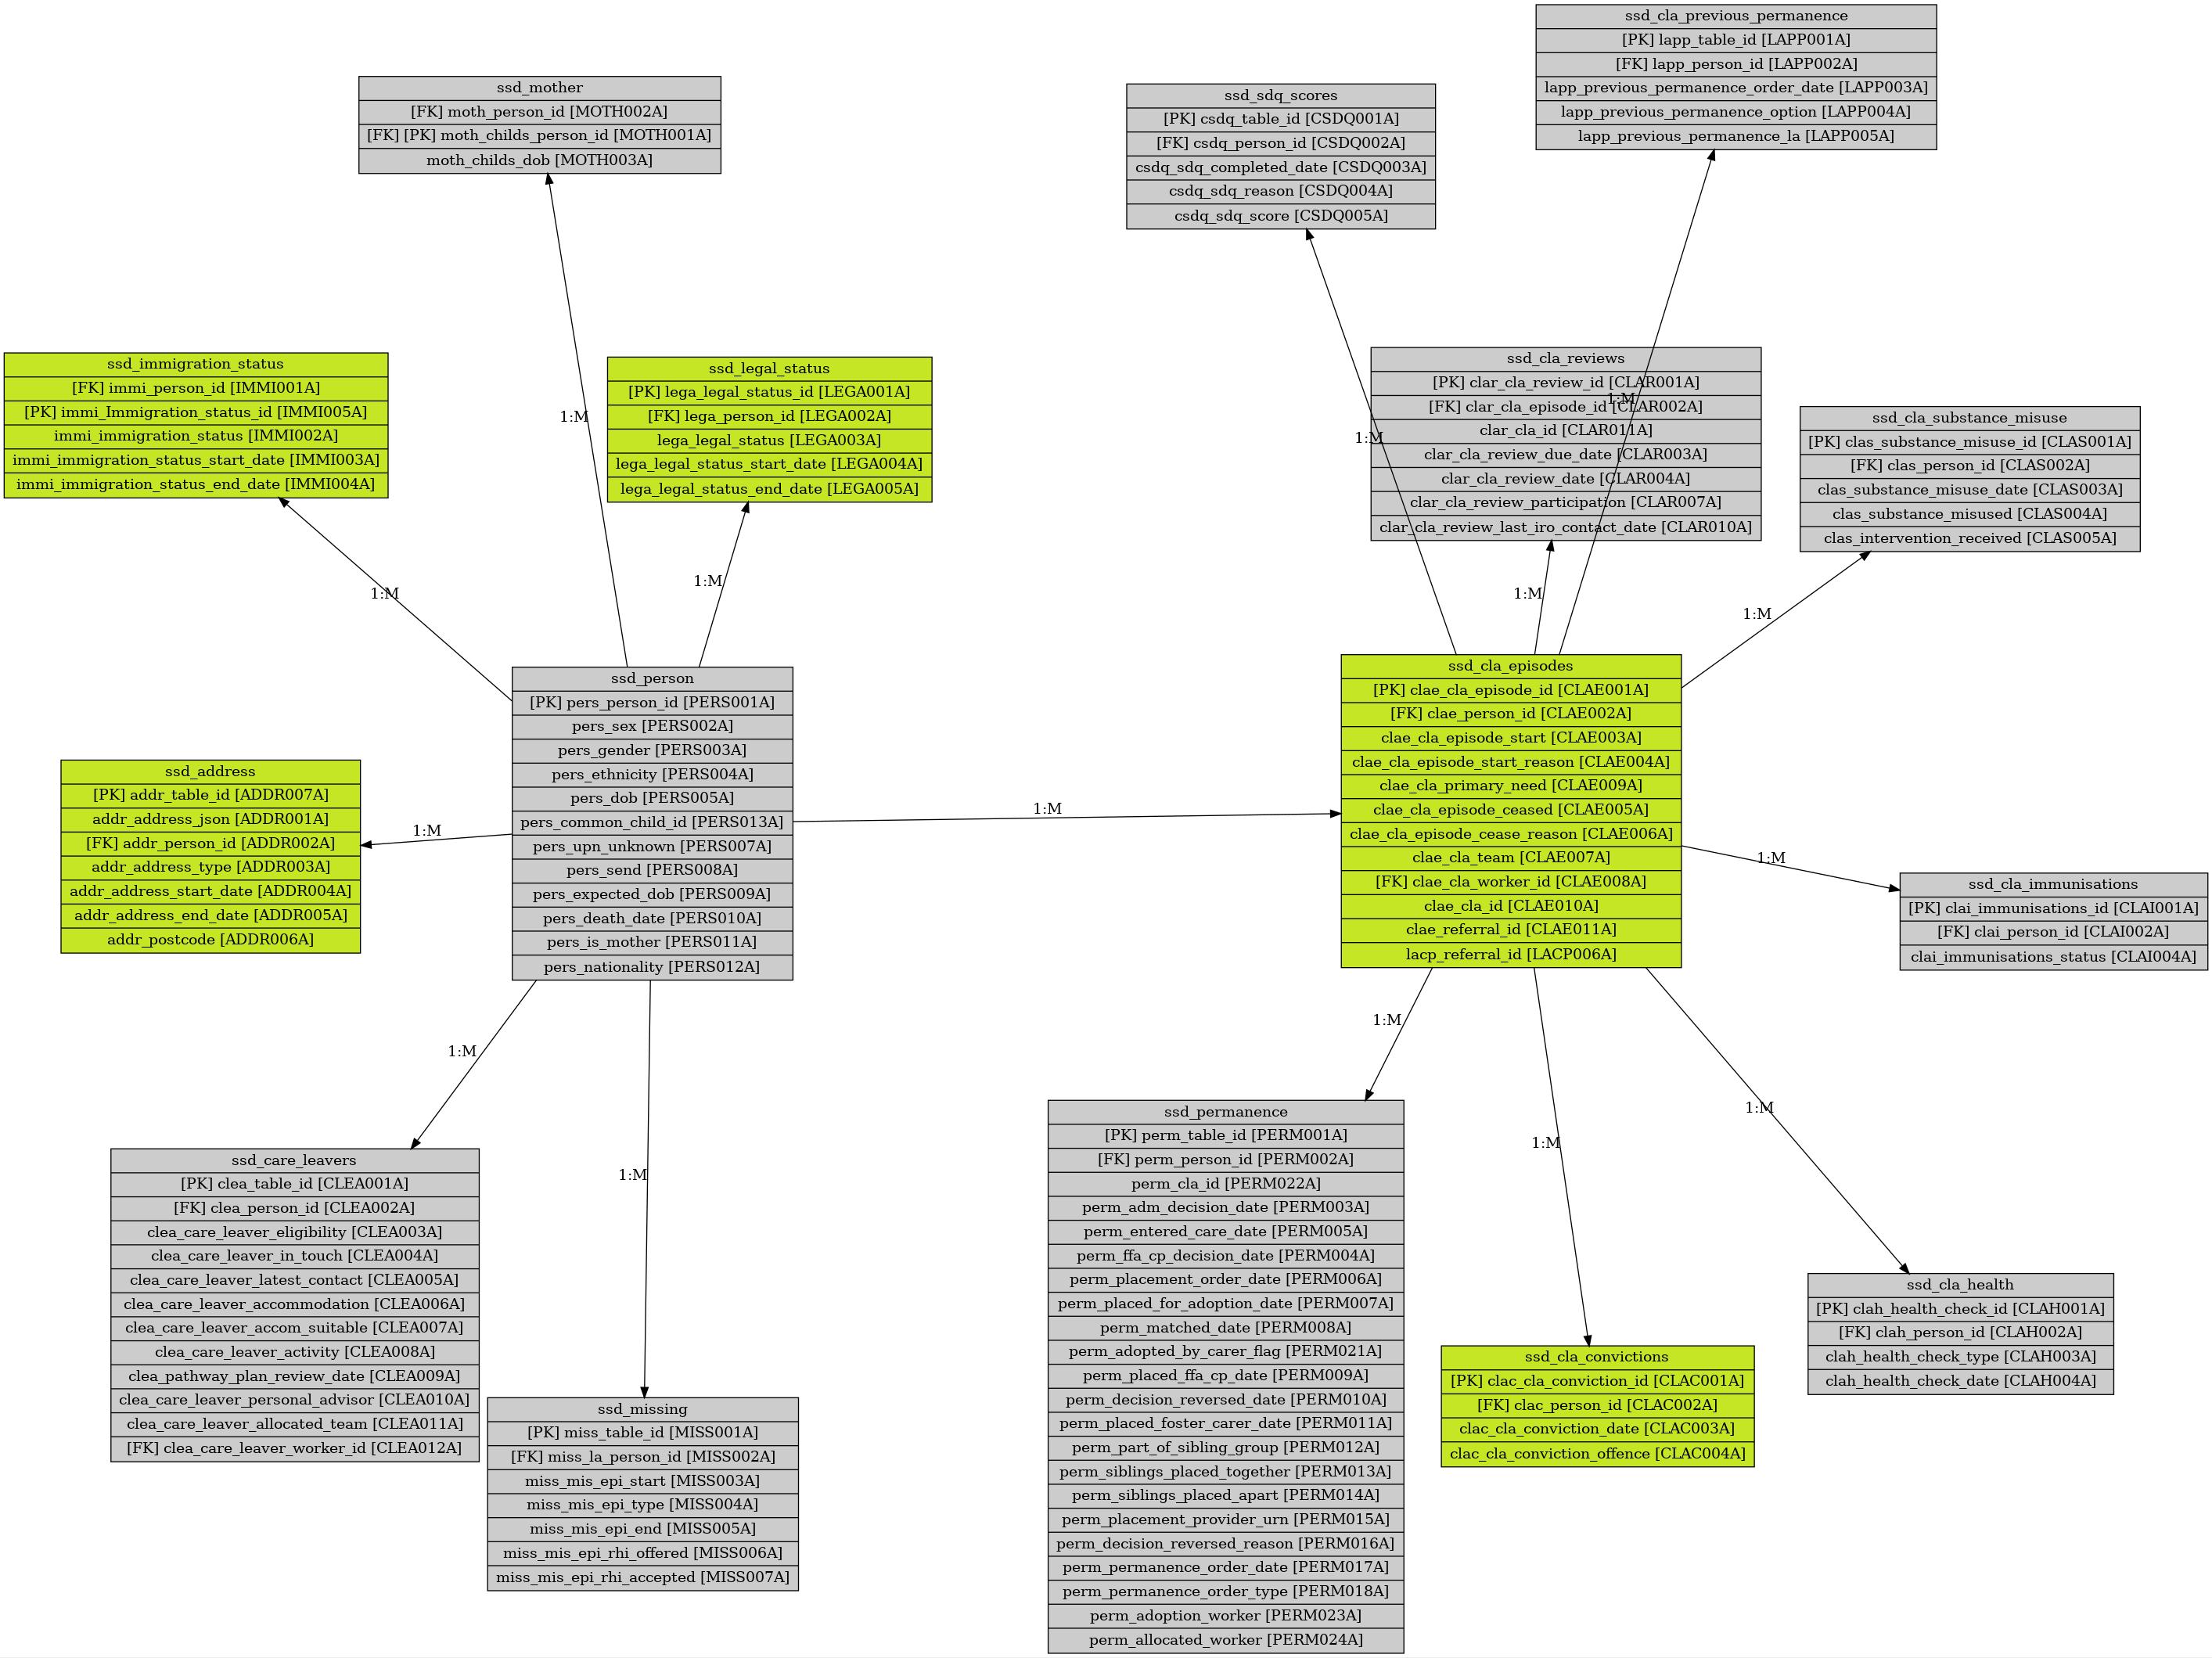 ssd_cla_previous_permanence
[PK] lapp_table_id [LAPP001A]
[FK] lapp_person_id [LAPP002A]
lapp_previous_permanence_order_date [LAPP003A]
lapp_previous_permanence_option [LAPP004A]
lapp_previous_permanence_la [LAPP005A]
ssd_mother
[FK] moth_person_id [MOTH002A]
[FK] [PK] moth_childs_person_id [MOTH001A]
moth_childs_dob [MOTH003A]
ssd_sdq_scores
[PK] csdq_table_id [CSDQ001A]
[FK] csdq_person_id [CSDQ002A]
csdq_sdq_completed_date [CSDQ003A]
csdq_sdq_reason [CSDQ004A]
csdq_sdq_score [CSDQ005A]
ssd_immigration_status
[FK] immi_person_id [IMMI001A]
[PK] immi_Immigration_status_id [IMMI005A]
immi_immigration_status [IMMI002A]
immi_immigration_status_start_date [IMMI003A]
immi_immigration_status_end_date [IMMI004A]
1:M
ssd_legal_status
[PK] lega_legal_status_id [LEGA001A]
[FK] lega_person_id [LEGA002A]
lega_legal_status [LEGA003A]
lega_legal_status_start_date [LEGA004A]
lega_legal_status_end_date [LEGA005A]
1:M
ssd_cla_reviews
[PK] clar_cla_review_id [CLAR001A]
[FK] clar_cla_episode_id [CLAR002A]
clar_cla_id [CLAR011A]
clar_cla_review_due_date [CLAR003A]
clar_cla_review_date [CLAR004A]
clar_cla_review_participation [CLAR007A]
clar_cla_review_last_iro_contact_date [CLAR010A]
1:M
ssd_cla_substance_misuse
[PK] clas_substance_misuse_id [CLAS001A]
[FK] clas_person_id [CLAS002A]
clas_substance_misuse_date [CLAS003A]
clas_substance_misused [CLAS004A]
clas_intervention_received [CLAS005A]
1:M
1:M
1:M
1:M
ssd_person
[PK] pers_person_id [PERS001A]
pers_sex [PERS002A]
pers_gender [PERS003A]
pers_ethnicity [PERS004A]
pers_dob [PERS005A]
pers_common_child_id [PERS013A]
pers_upn_unknown [PERS007A]
pers_send [PERS008A]
pers_expected_dob [PERS009A]
pers_death_date [PERS010A]
pers_is_mother [PERS011A]
pers_nationality [PERS012A]
ssd_cla_episodes
[PK] clae_cla_episode_id [CLAE001A]
[FK] clae_person_id [CLAE002A]
clae_cla_episode_start [CLAE003A]
clae_cla_episode_start_reason [CLAE004A]
clae_cla_primary_need [CLAE009A]
clae_cla_episode_ceased [CLAE005A]
clae_cla_episode_cease_reason [CLAE006A]
clae_cla_team [CLAE007A]
[FK] clae_cla_worker_id [CLAE008A]
clae_cla_id [CLAE010A]
clae_referral_id [CLAE011A]
lacp_referral_id [LACP006A]
ssd_address
[PK] addr_table_id [ADDR007A]
addr_address_json [ADDR001A]
[FK] addr_person_id [ADDR002A]
addr_address_type [ADDR003A]
addr_address_start_date [ADDR004A]
addr_address_end_date [ADDR005A]
addr_postcode [ADDR006A]
1:M
1:M
1:M
ssd_cla_immunisations
[PK] clai_immunisations_id [CLAI001A]
[FK] clai_person_id [CLAI002A]
clai_immunisations_status [CLAI004A]
1:M
1:M
1:M
1:M
1:M
ssd_care_leavers
[PK] clea_table_id [CLEA001A]
[FK] clea_person_id [CLEA002A]
clea_care_leaver_eligibility [CLEA003A]
clea_care_leaver_in_touch [CLEA004A]
clea_care_leaver_latest_contact [CLEA005A]
clea_care_leaver_accommodation [CLEA006A]
clea_care_leaver_accom_suitable [CLEA007A]
clea_care_leaver_activity [CLEA008A]
clea_pathway_plan_review_date [CLEA009A]
clea_care_leaver_personal_advisor [CLEA010A]
clea_care_leaver_allocated_team [CLEA011A]
[FK] clea_care_leaver_worker_id [CLEA012A]
ssd_missing
[PK] miss_table_id [MISS001A]
[FK] miss_la_person_id [MISS002A]
miss_mis_epi_start [MISS003A]
miss_mis_epi_type [MISS004A]
miss_mis_epi_end [MISS005A]
miss_mis_epi_rhi_offered [MISS006A]
miss_mis_epi_rhi_accepted [MISS007A]
ssd_permanence
[PK] perm_table_id [PERM001A]
[FK] perm_person_id [PERM002A]
perm_cla_id [PERM022A]
perm_adm_decision_date [PERM003A]
perm_entered_care_date [PERM005A]
perm_ffa_cp_decision_date [PERM004A]
perm_placement_order_date [PERM006A]
perm_placed_for_adoption_date [PERM007A]
perm_matched_date [PERM008A]
perm_adopted_by_carer_flag [PERM021A]
perm_placed_ffa_cp_date [PERM009A]
perm_decision_reversed_date [PERM010A]
perm_placed_foster_carer_date [PERM011A]
perm_part_of_sibling_group [PERM012A]
perm_siblings_placed_together [PERM013A]
perm_siblings_placed_apart [PERM014A]
perm_placement_provider_urn [PERM015A]
perm_decision_reversed_reason [PERM016A]
perm_permanence_order_date [PERM017A]
perm_permanence_order_type [PERM018A]
perm_adoption_worker [PERM023A]
perm_allocated_worker [PERM024A]
ssd_cla_convictions
[PK] clac_cla_conviction_id [CLAC001A]
[FK] clac_person_id [CLAC002A]
clac_cla_conviction_date [CLAC003A]
clac_cla_conviction_offence [CLAC004A]
ssd_cla_health
[PK] clah_health_check_id [CLAH001A]
[FK] clah_person_id [CLAH002A]
clah_health_check_type [CLAH003A]
clah_health_check_date [CLAH004A]